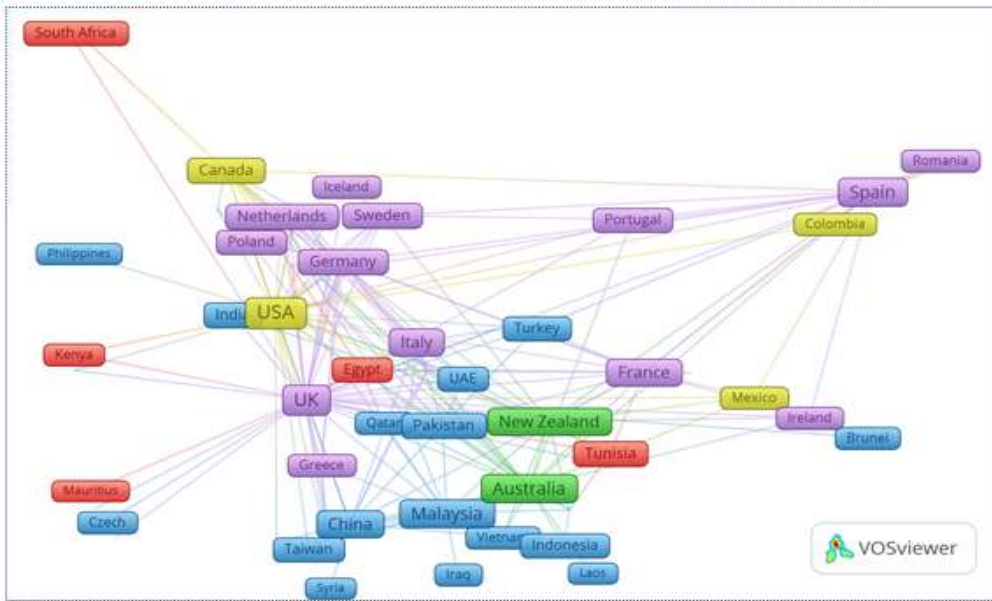 South Africa
Romania
Canada
Iceland
Spain
Netherlands
Sweden
Portugal
Colombia
Poland
Philippines
Germany
India
USA
Turkey
Italy
Kenya
Egypt
UAE
France
UK
Mexico
Qatar
Pakistan
New Zealand
Ireland
Brunei
Greece
Tunisia
Mauritius
Australia
Czech
China
Malaysia
Vietnam
Indonesia
Taiwan
VOSviewer
Iraq
Laos
Syria